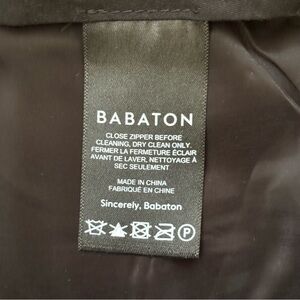 BABATON
CLOSE ZIPPER BEFORE
CLEANING, DRY CLEAN ONLY.
FERMER LA FERMETURE ÉCLAIR
AVANT DE LAVER, NETTOYAGE À
SEC SEULEMENT
MADE IN CHINA
FABRIQUÉ EN CHINE
Sincerely, Babaton
P